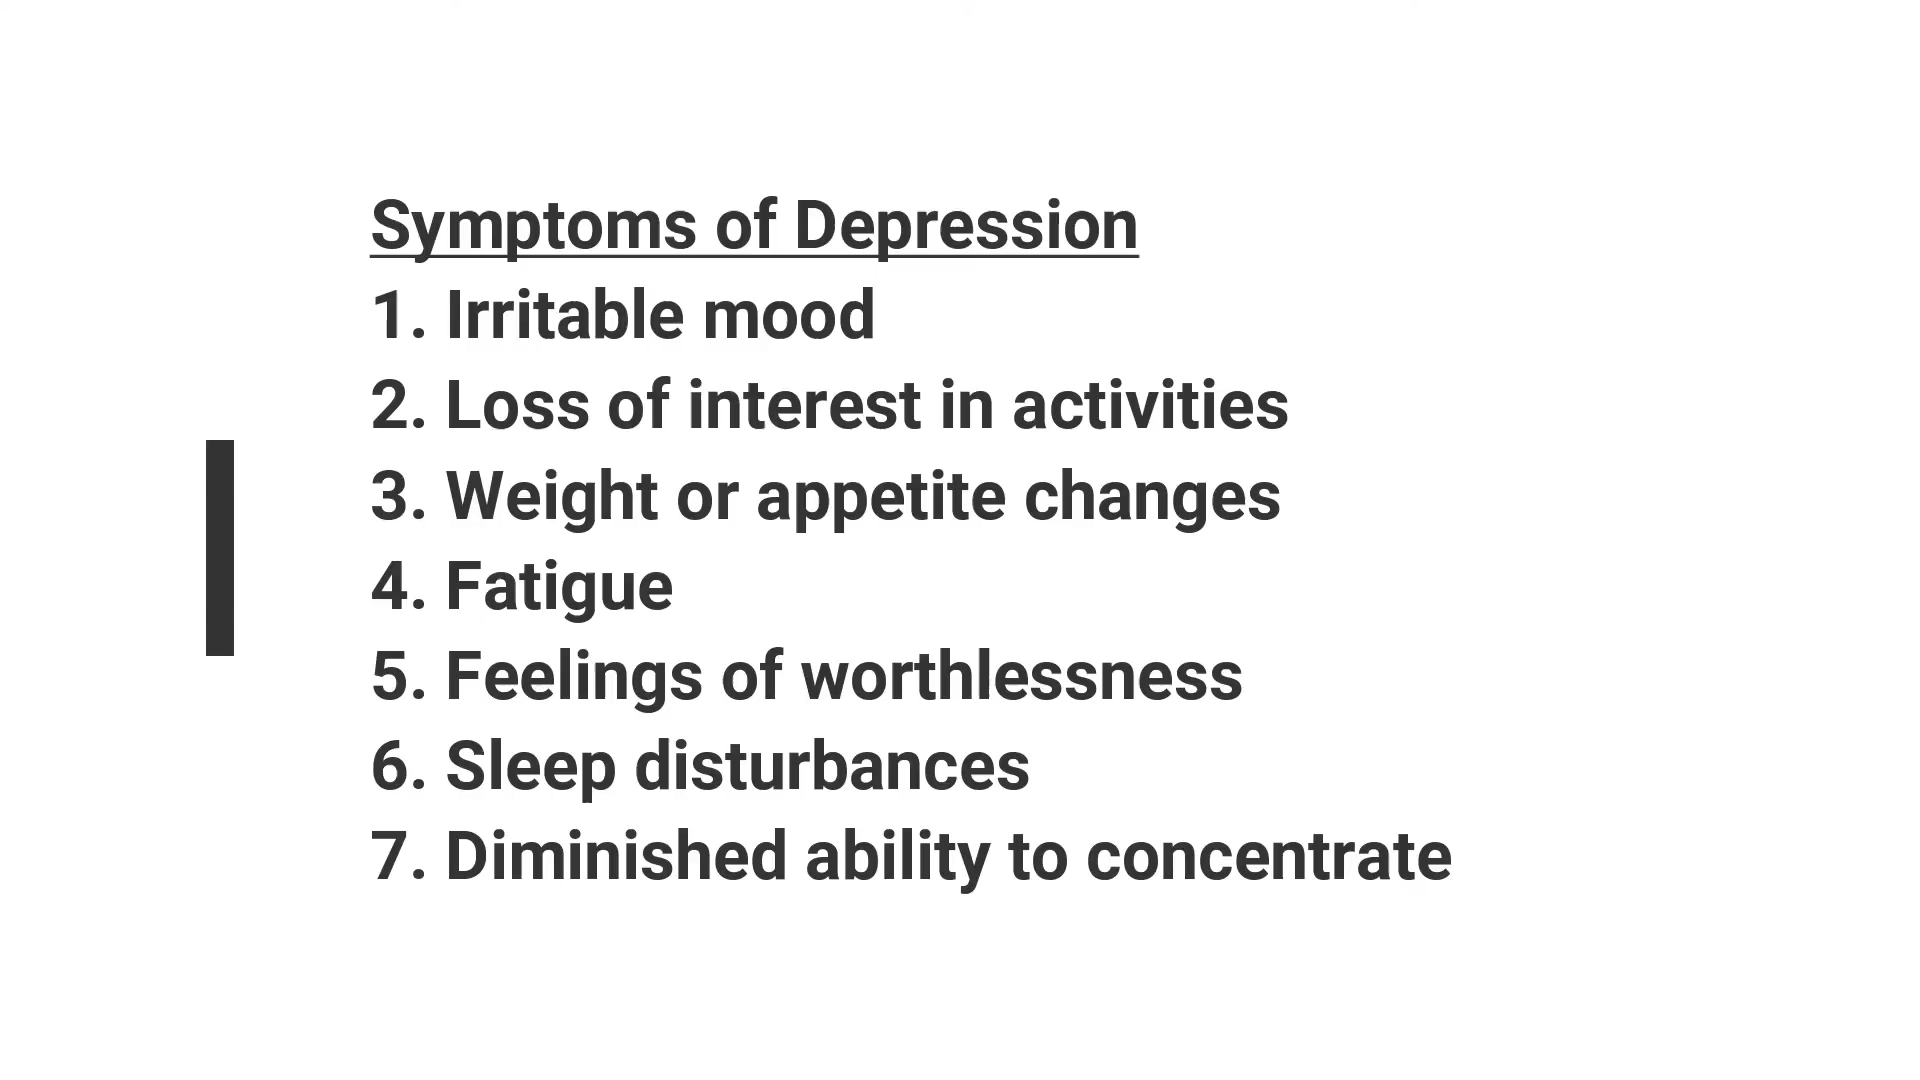 Symptoms of Depression
1. Irritable mood
2. Loss of interest in activities
3. Weight or appetite changes
4. Fatigue
5. Feelings of worthlessness
6. Sleep disturbances
7. Diminished ability to concentrate